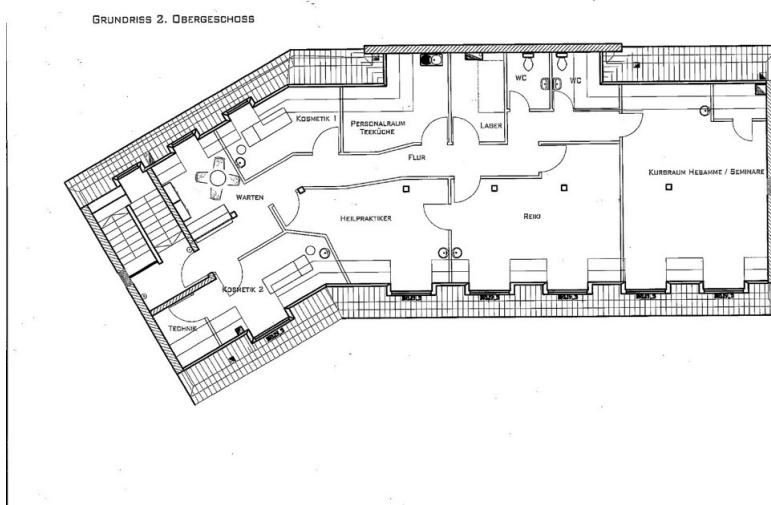 GRUNDRISS 2. OBERGESCHOSS
KOSMETIK 1
PERSONALRAUM
TEEKÜCHE
LAGER
WC
WC
FLUR
WARTEN
HEILPRAKTIKER
REIKI
KURSRAUM HEBAMME / SEMINARE
KOSMETIK 2
TECHNIK